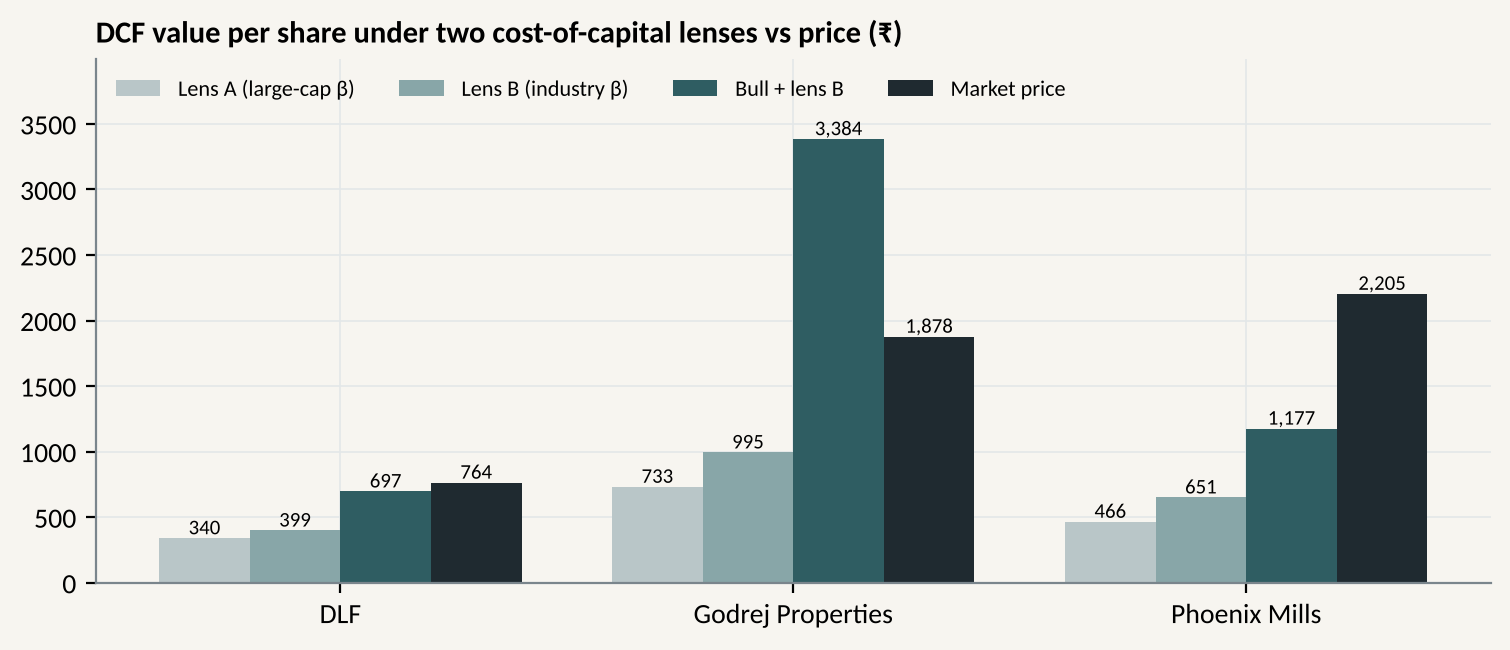 DCF value per share under two cost-of-capital lenses vs price (₹)
Lens A (large-cap β) Lens B (industry β) Bull + lens B Market price
3500
3000
2500
2000
1500
1000
500
0
340 399 697 764
733 995 3,384 1,878
466 651 1,177 2,205
DLF Godrej Properties Phoenix Mills